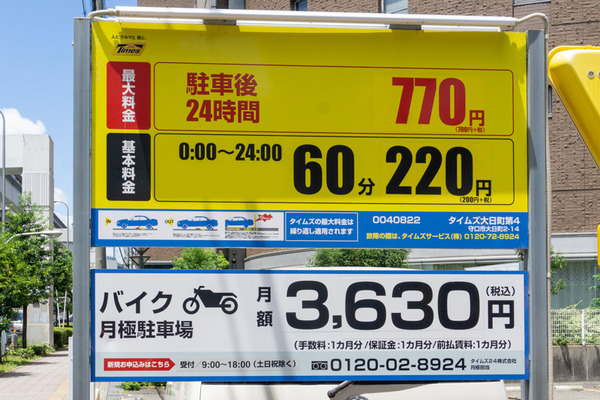 人と クルマと 街と。
Times
最大料金
駐車後
24時間
770円
(700円+税)
基本料金
0:00〜24:00
60分 220円
(200円+税)
IN
OUT
タイムズの最大料金は
繰り返し適用されます
0040822
タイムズ大日町第4
守口市大日町2-14
故障の際は、タイムズサービス(株) 0120-72-8924
バイク
月極駐車場
月額
3,630円
(税込)
(手数料:1カ月分/保証金:1カ月分/前払賃料:1カ月分)
新規お申込みはこちら
受付/9:00〜18:00(土日祝除く)
0120-02-8924
タイムズ24株式会社
月極担当